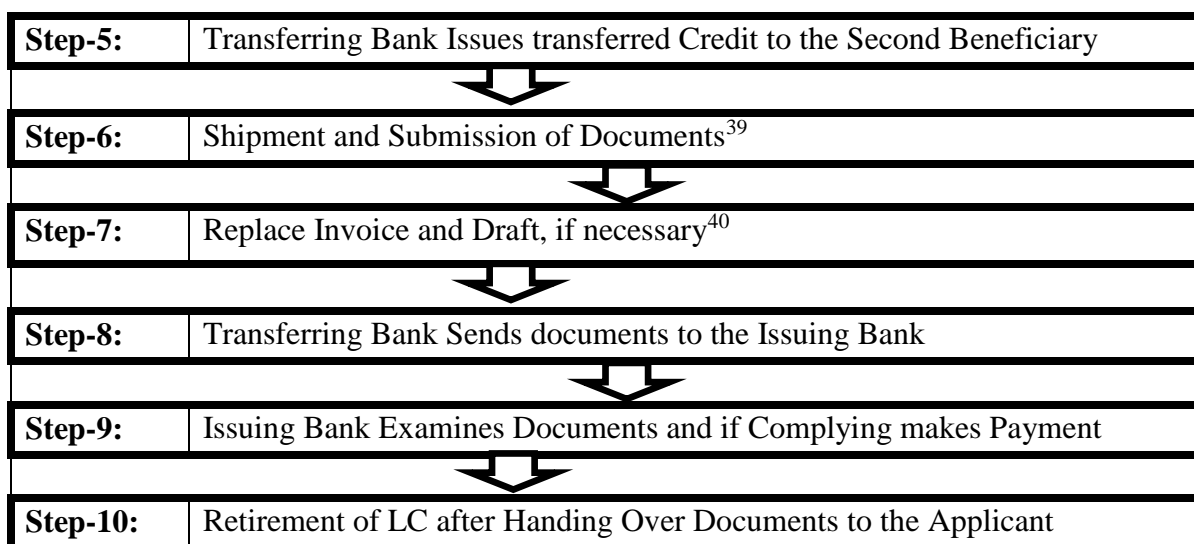 Step-5: Transferring Bank Issues transferred Credit to the Second Beneficiary
Step-6: Shipment and Submission of Documents39
Step-7: Replace Invoice and Draft, if necessary40
Step-8: Transferring Bank Sends documents to the Issuing Bank
Step-9: Issuing Bank Examines Documents and if Complying makes Payment
Step-10: Retirement of LC after Handing Over Documents to the Applicant